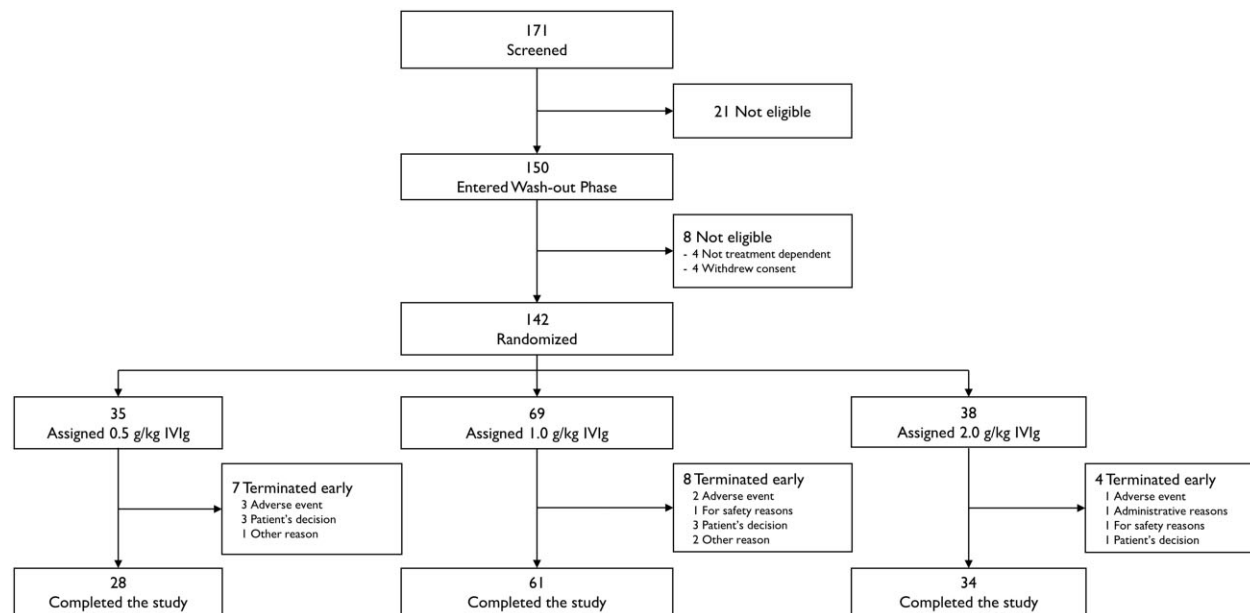 171
Screened
21 Not eligible
150
Entered Wash-out Phase
8 Not eligible
- 4 Not treatment dependent
- 4 Withdrew consent
142
Randomized
35
Assigned 0.5 g/kg IVIg
69
Assigned 1.0 g/kg IVIg
38
Assigned 2.0 g/kg IVIg
7 Terminated early
3 Adverse event
3 Patient's decision
1 Other reason
8 Terminated early
2 Adverse event
1 For safety reasons
3 Patient's decision
2 Other reason
4 Terminated early
1 Adverse event
1 Administrative reasons
1 For safety reasons
1 Patient's decision
28
Completed the study
61
Completed the study
34
Completed the study